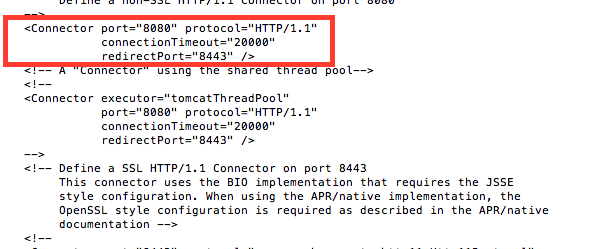 Define a non-SSL HTTP/1.1 Connector on port 8080
-->
<Connector port="8080" protocol="HTTP/1.1"
connectionTimeout="20000"
redirectPort="8443" />
<!-- A "Connector" using the shared thread pool-->
<!--
<Connector executor="tomcatThreadPool"
port="8080" protocol="HTTP/1.1"
connectionTimeout="20000"
redirectPort="8443" />
-->
<!-- Define a SSL HTTP/1.1 Connector on port 8443
This connector uses the BIO implementation that requires the JSSE
style configuration. When using the APR/native implementation, the
OpenSSL style configuration is required as described in the APR/native
documentation -->
<!--